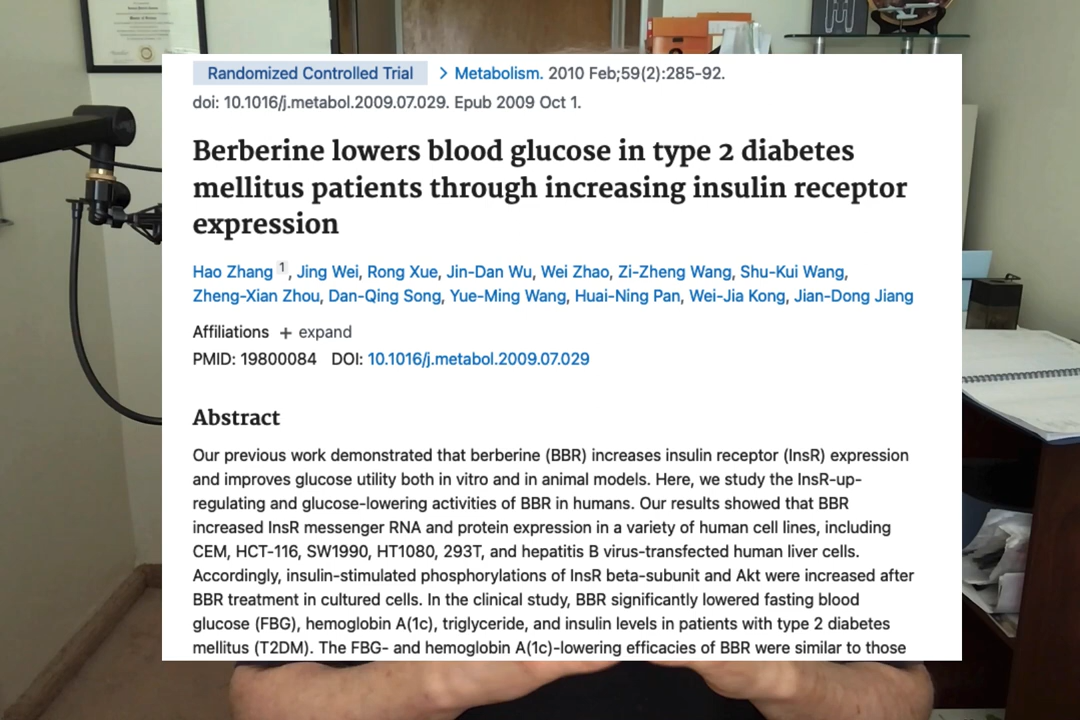 Randomized Controlled Trial > Metabolism. 2010 Feb;59(2):285-92.
doi: 10.1016/j.metabol.2009.07.029. Epub 2009 Oct 1.
Berberine lowers blood glucose in type 2 diabetes
mellitus patients through increasing insulin receptor
expression
Hao Zhang 1, Jing Wei, Rong Xue, Jin-Dan Wu, Wei Zhao, Zi-Zheng Wang, Shu-Kui Wang,
Zheng-Xian Zhou, Dan-Qing Song, Yue-Ming Wang, Huai-Ning Pan, Wei-Jia Kong, Jian-Dong Jiang
Affiliations + expand
PMID: 19800084 DOI: 10.1016/j.metabol.2009.07.029
Abstract
Our previous work demonstrated that berberine (BBR) increases insulin receptor (InsR) expression
and improves glucose utility both in vitro and in animal models. Here, we study the InsR-up-
regulating and glucose-lowering activities of BBR in humans. Our results showed that BBR
increased InsR messenger RNA and protein expression in a variety of human cell lines, including
CEM, HCT-116, SW1990, HT1080, 293T, and hepatitis B virus-transfected human liver cells.
Accordingly, insulin-stimulated phosphorylations of InsR beta-subunit and Akt were increased after
BBR treatment in cultured cells. In the clinical study, BBR significantly lowered fasting blood
glucose (FBG), hemoglobin A(1c), triglyceride, and insulin levels in patients with type 2 diabetes
mellitus (T2DM). The FBG- and hemoglobin A(1c)-lowering efficacies of BBR were similar to those